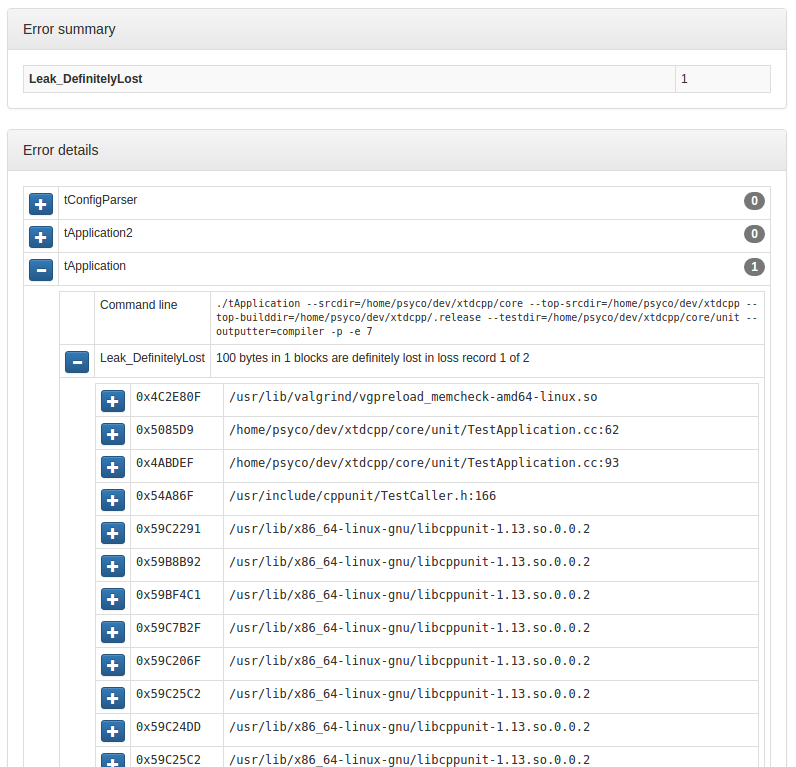 Error summary
Leak_DefinitelyLost 1
Error details
tConfigParser 0
tApplication2 0
tApplication 1
Command line
./tApplication --srcdir=/home/psyco/dev/xtdcpp/core --top-srcdir=/home/psyco/dev/xtdcpp --
top-builddir=/home/psyco/dev/xtdcpp/.release --testdir=/home/psyco/dev/xtdcpp/core/unit --
outputter=compiler -p -e 7
Leak_DefinitelyLost 100 bytes in 1 blocks are definitely lost in loss record 1 of 2
0x4C2E80F /usr/lib/valgrind/vgpreload_memcheck-amd64-linux.so
0x5085D9 /home/psyco/dev/xtdcpp/core/unit/TestApplication.cc:62
0x4ABDEF /home/psyco/dev/xtdcpp/core/unit/TestApplication.cc:93
0x54A86F /usr/include/cppunit/TestCaller.h:166
0x59C2291 /usr/lib/x86_64-linux-gnu/libcppunit-1.13.so.0.0.2
0x59B8B92 /usr/lib/x86_64-linux-gnu/libcppunit-1.13.so.0.0.2
0x59BF4C1 /usr/lib/x86_64-linux-gnu/libcppunit-1.13.so.0.0.2
0x59C7B2F /usr/lib/x86_64-linux-gnu/libcppunit-1.13.so.0.0.2
0x59C206F /usr/lib/x86_64-linux-gnu/libcppunit-1.13.so.0.0.2
0x59C25C2 /usr/lib/x86_64-linux-gnu/libcppunit-1.13.so.0.0.2
0x59C24DD /usr/lib/x86_64-linux-gnu/libcppunit-1.13.so.0.0.2
0x59C25C2 /usr/lib/x86_64-linux-gnu/libcppunit-1.13.so.0.0.2